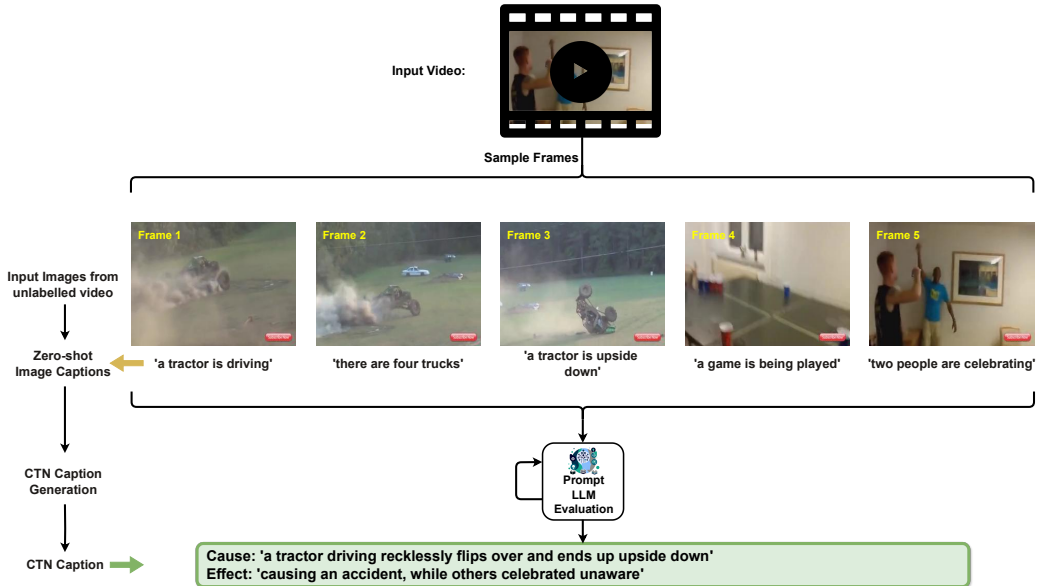 Input Video:
Sample Frames
Frame 1
Frame 2
Frame 3
Frame 4
Frame 5
Input Images from
unlabelled video
Zero-shot
Image Captions
'a tractor is driving'
'there are four trucks'
'a tractor is upside
down'
'a game is being played'
'two people are celebrating'
CTN Caption
Generation
Prompt
LLM
Evaluation
CTN Caption
Cause: 'a tractor driving recklessly flips over and ends up upside down'
Effect: 'causing an accident, while others celebrated unaware'